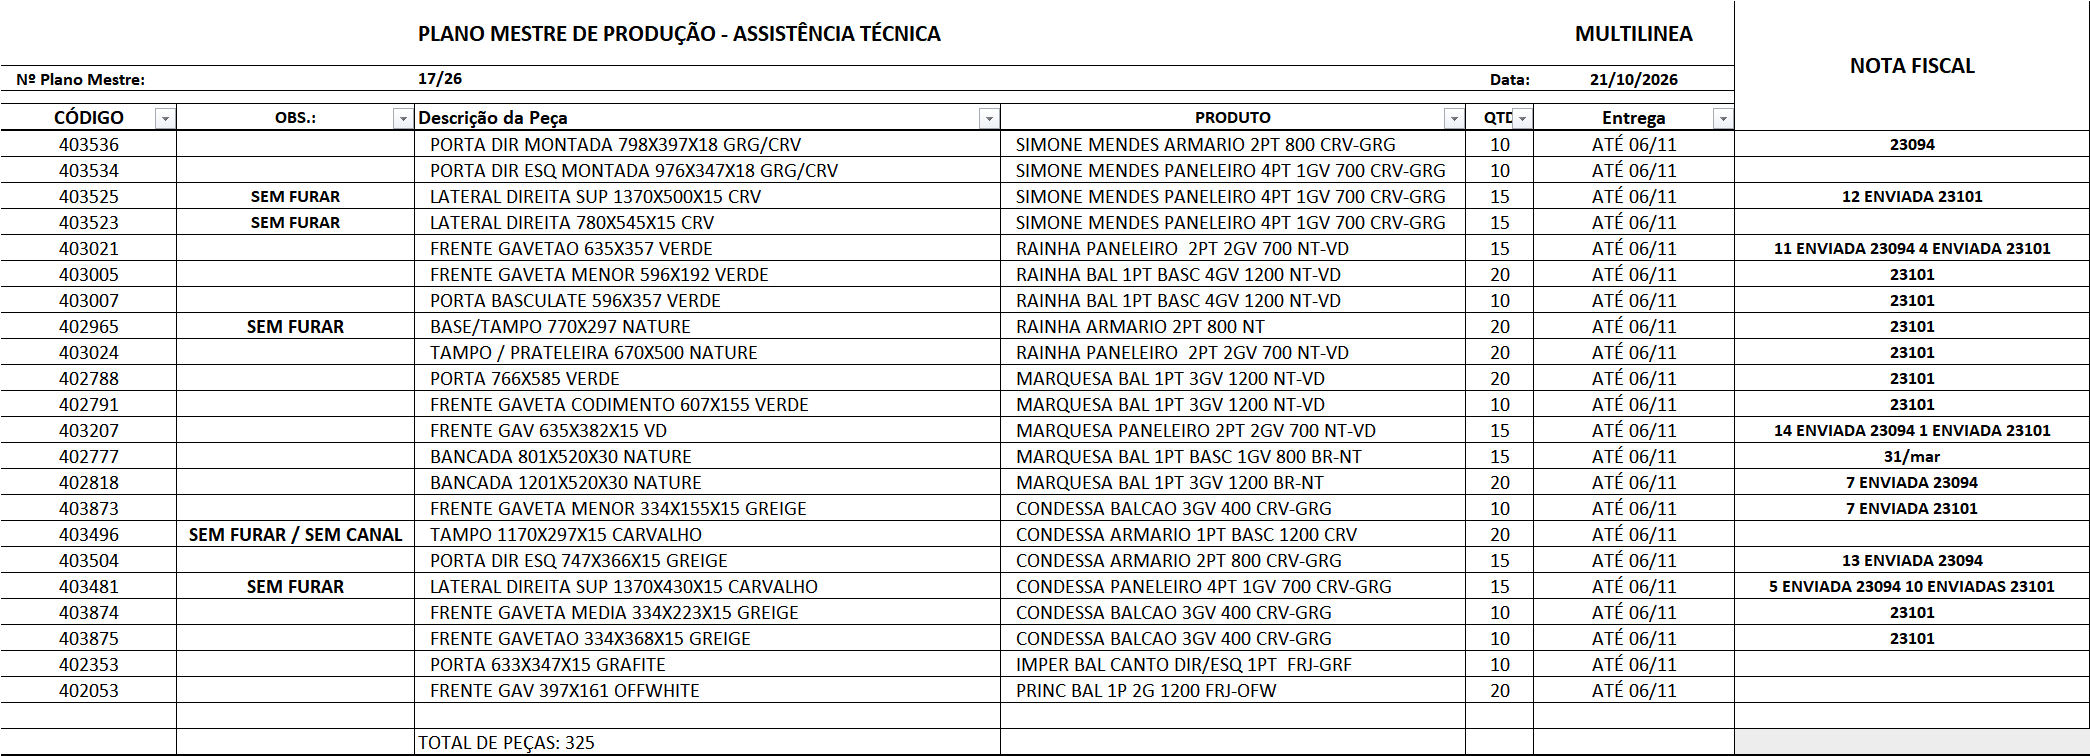 PLANO MESTRE DE PRODUÇÃO - ASSISTÊNCIA TÉCNICA MULTILINEA
NOTA FISCAL
Nº Plano Mestre: 17/26 Data: 21/10/2026
CÓDIGO OBS.: Descrição da Peça PRODUTO QTD Entrega
403536 PORTA DIR MONTADA 798X397X18 GRG/CRV SIMONE MENDES ARMARIO 2PT 800 CRV-GRG 10 ATÉ 06/11 23094
403534 PORTA DIR ESQ MONTADA 976X347X18 GRG/CRV SIMONE MENDES PANELEIRO 4PT 1GV 700 CRV-GRG 10 ATÉ 06/11
403525 SEM FURAR LATERAL DIREITA SUP 1370X500X15 CRV SIMONE MENDES PANELEIRO 4PT 1GV 700 CRV-GRG 15 ATÉ 06/11 12 ENVIADA 23101
403523 SEM FURAR LATERAL DIREITA 780X545X15 CRV SIMONE MENDES PANELEIRO 4PT 1GV 700 CRV-GRG 15 ATÉ 06/11
403021 FRENTE GAVETAO 635X357 VERDE RAINHA PANELEIRO  2PT 2GV 700 NT-VD 15 ATÉ 06/11 11 ENVIADA 23094 4 ENVIADA 23101
403005 FRENTE GAVETA MENOR 596X192 VERDE RAINHA BAL 1PT BASC 4GV 1200 NT-VD 20 ATÉ 06/11 23101
403007 PORTA BASCULATE 596X357 VERDE RAINHA BAL 1PT BASC 4GV 1200 NT-VD 10 ATÉ 06/11 23101
402965 SEM FURAR BASE/TAMPO 770X297 NATURE RAINHA ARMARIO 2PT 800 NT 20 ATÉ 06/11 23101
403024 TAMPO / PRATELEIRA 670X500 NATURE RAINHA PANELEIRO  2PT 2GV 700 NT-VD 20 ATÉ 06/11 23101
402788 PORTA 766X585 VERDE MARQUESA BAL 1PT 3GV 1200 NT-VD 20 ATÉ 06/11 23101
402791 FRENTE GAVETA CODIMENTO 607X155 VERDE MARQUESA BAL 1PT 3GV 1200 NT-VD 10 ATÉ 06/11 23101
403207 FRENTE GAV 635X382X15 VD MARQUESA PANELEIRO 2PT 2GV 700 NT-VD 15 ATÉ 06/11 14 ENVIADA 23094 1 ENVIADA 23101
402777 BANCADA 801X520X30 NATURE MARQUESA BAL 1PT BASC 1GV 800 BR-NT 15 ATÉ 06/11 31/mar
402818 BANCADA 1201X520X30 NATURE MARQUESA BAL 1PT 3GV 1200 BR-NT 20 ATÉ 06/11 7 ENVIADA 23094
403873 FRENTE GAVETA MENOR 334X155X15 GREIGE CONDESSA BALCAO 3GV 400 CRV-GRG 10 ATÉ 06/11 7 ENVIADA 23101
403496 SEM FURAR / SEM CANAL TAMPO 1170X297X15 CARVALHO CONDESSA ARMARIO 1PT BASC 1200 CRV 20 ATÉ 06/11
403504 PORTA DIR ESQ 747X366X15 GREIGE CONDESSA ARMARIO 2PT 800 CRV-GRG 15 ATÉ 06/11 13 ENVIADA 23094
403481 SEM FURAR LATERAL DIREITA SUP 1370X430X15 CARVALHO CONDESSA PANELEIRO 4PT 1GV 700 CRV-GRG 15 ATÉ 06/11 5 ENVIADA 23094 10 ENVIADAS 23101
403874 FRENTE GAVETA MEDIA 334X223X15 GREIGE CONDESSA BALCAO 3GV 400 CRV-GRG 10 ATÉ 06/11 23101
403875 FRENTE GAVETAO 334X368X15 GREIGE CONDESSA BALCAO 3GV 400 CRV-GRG 10 ATÉ 06/11 23101
402353 PORTA 633X347X15 GRAFITE IMPER BAL CANTO DIR/ESQ 1PT  FRJ-GRF 10 ATÉ 06/11
402053 FRENTE GAV 397X161 OFFWHITE PRINC BAL 1P 2G 1200 FRJ-OFW 20 ATÉ 06/11
TOTAL DE PEÇAS: 325